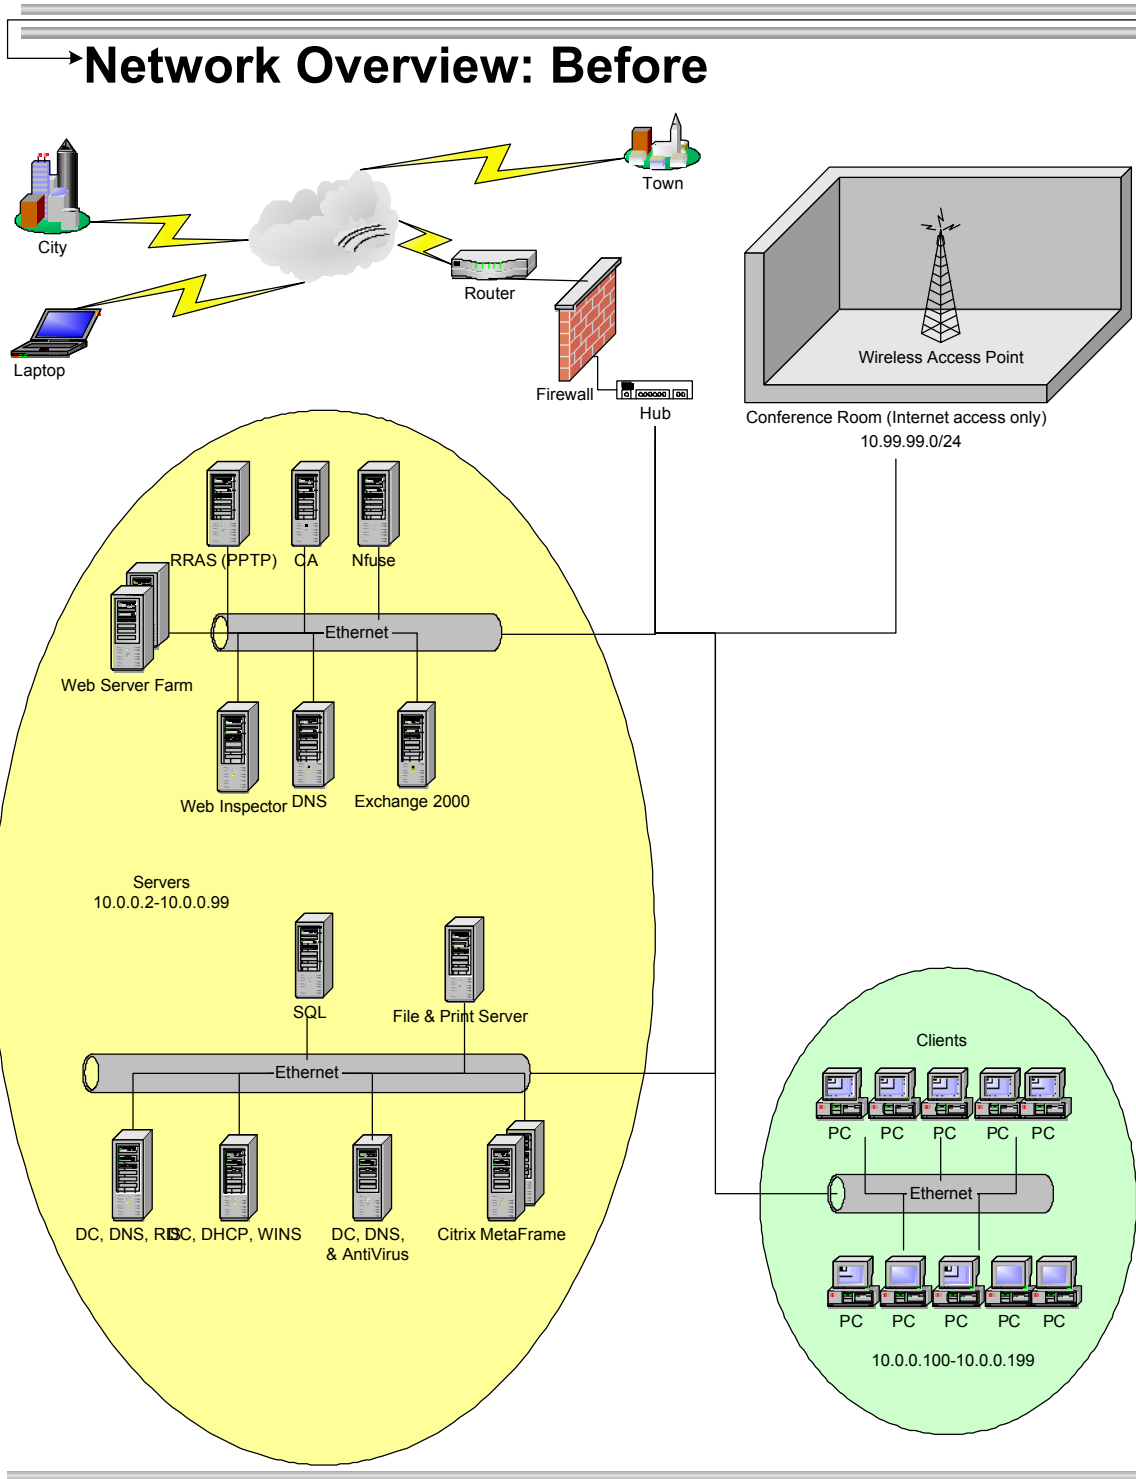 Network Overview: Before
Town
City
Router
Laptop
Wireless Access Point
Firewall
Hub
Conference Room (Internet access only)
10.99.99.0/24
RRAS (PPTP)
CA
Nfuse
Ethernet
Web Server Farm
Web Inspector
DNS
Exchange 2000
Servers
10.0.0.2-10.0.0.99
SQL
File & Print Server
Ethernet
DC, DNS, RIS
DC, DHCP, WINS
DC, DNS,
& AntiVirus
Citrix MetaFrame
Clients
PC PC PC PC PC
Ethernet
PC PC PC PC PC
10.0.0.100-10.0.0.199